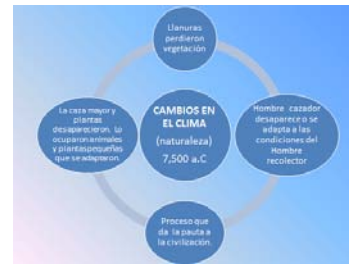 Llanuras
perdieron
vegetación
CAMBIOS EN
EL CLIMA
(naturaleza)
7,500 a.C
Hombre cazador
desaparece o se
adapta a las
condiciones del
Hombre
recolector
Proceso que
da la pauta a la
civilización.
La caza mayor y
plantas
desaparecieron. Lo
ocuparon animales
y plantas pequeñas
que se adaptaron.